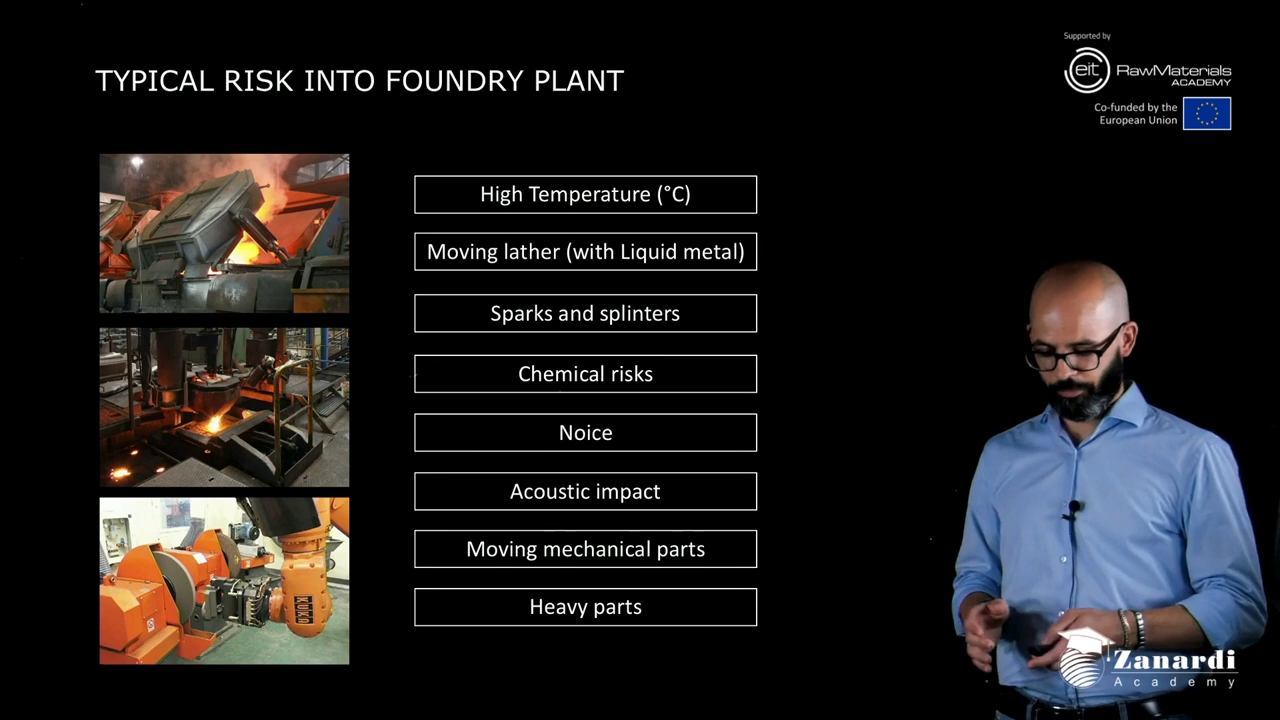 TYPICAL RISK INTO FOUNDRY PLANT
Supported by
eit RawMaterials
ACADEMY
Co-funded by the
European Union
High Temperature (°C)
Moving lather (with Liquid metal)
Sparks and splinters
Chemical risks
Noice
Acoustic impact
Moving mechanical parts
Heavy parts
KUKA
Zanardi
Academy